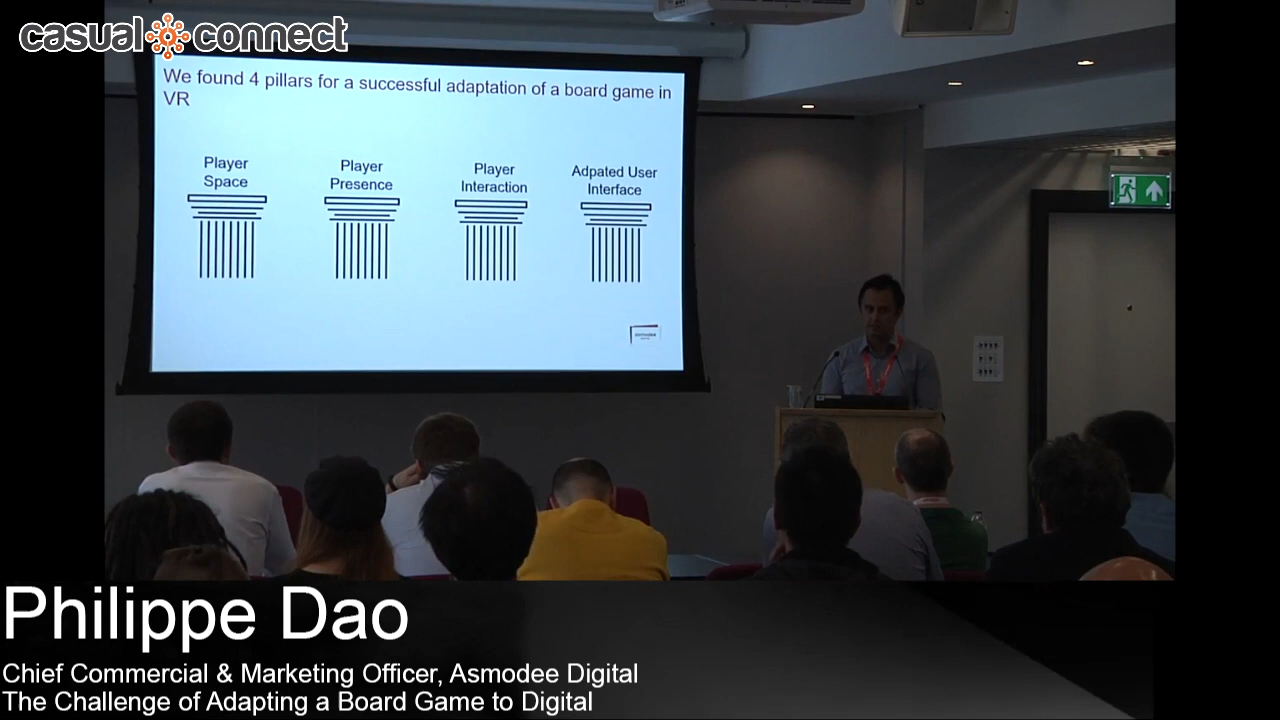 casual connect
We found 4 pillars for a successful adaptation of a board game in
VR
Player
Space
Player
Presence
Player
Interaction
Adpated User
Interface
Philippe Dao
Chief Commercial & Marketing Officer, Asmodee Digital
The Challenge of Adapting a Board Game to Digital